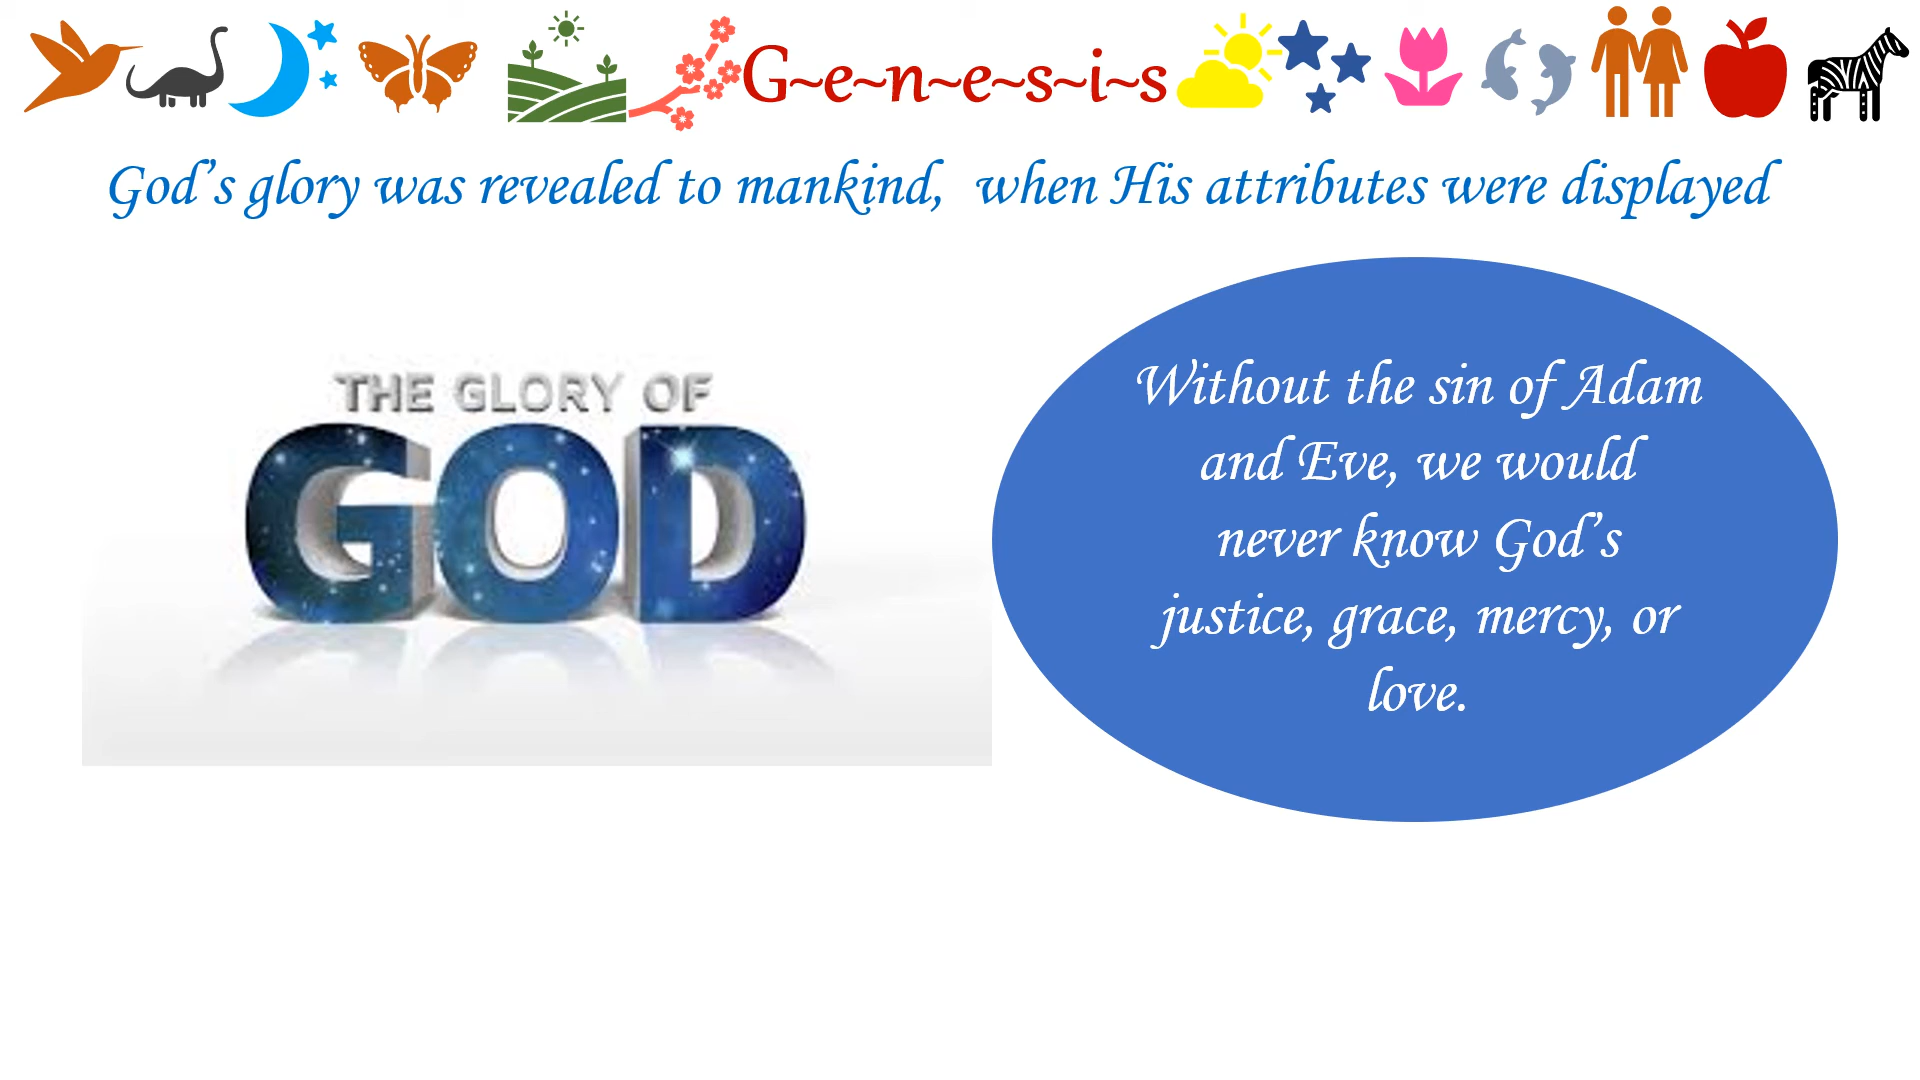 G~e~n~e~s~i~s
God’s glory was revealed to mankind,  when His attributes were displayed
THE GLORY OF
GOD
Without the sin of Adam
and Eve, we would
never know God’s
justice, grace, mercy, or
love.